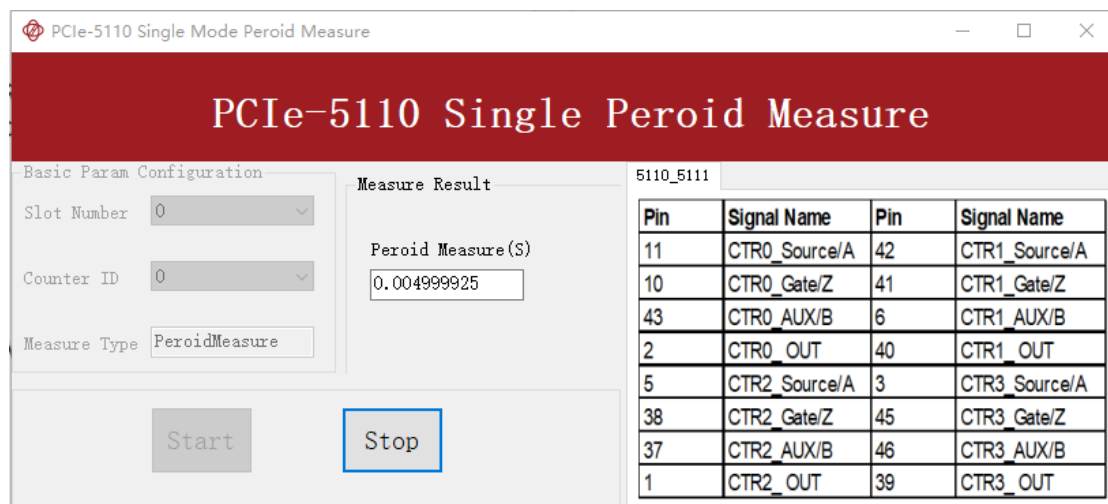 PCIe-5110 Single Mode Peroid Measure
PCIe-5110 Single Peroid Measure
Basic Param Configuration
Slot Number 0
Counter ID 0
Measure Type PeroidMeasure
Measure Result
Peroid Measure(S)
0.004999925
Start
Stop
5110_5111
Pin Signal Name Pin Signal Name
11 CTR0_Source/A 42 CTR1_Source/A
10 CTR0_Gate/Z 41 CTR1_Gate/Z
43 CTR0_AUX/B 6 CTR1_AUX/B
2 CTR0_OUT 40 CTR1_OUT
5 CTR2_Source/A 3 CTR3_Source/A
38 CTR2_Gate/Z 45 CTR3_Gate/Z
37 CTR2_AUX/B 46 CTR3_AUX/B
1 CTR2_OUT 39 CTR3_OUT